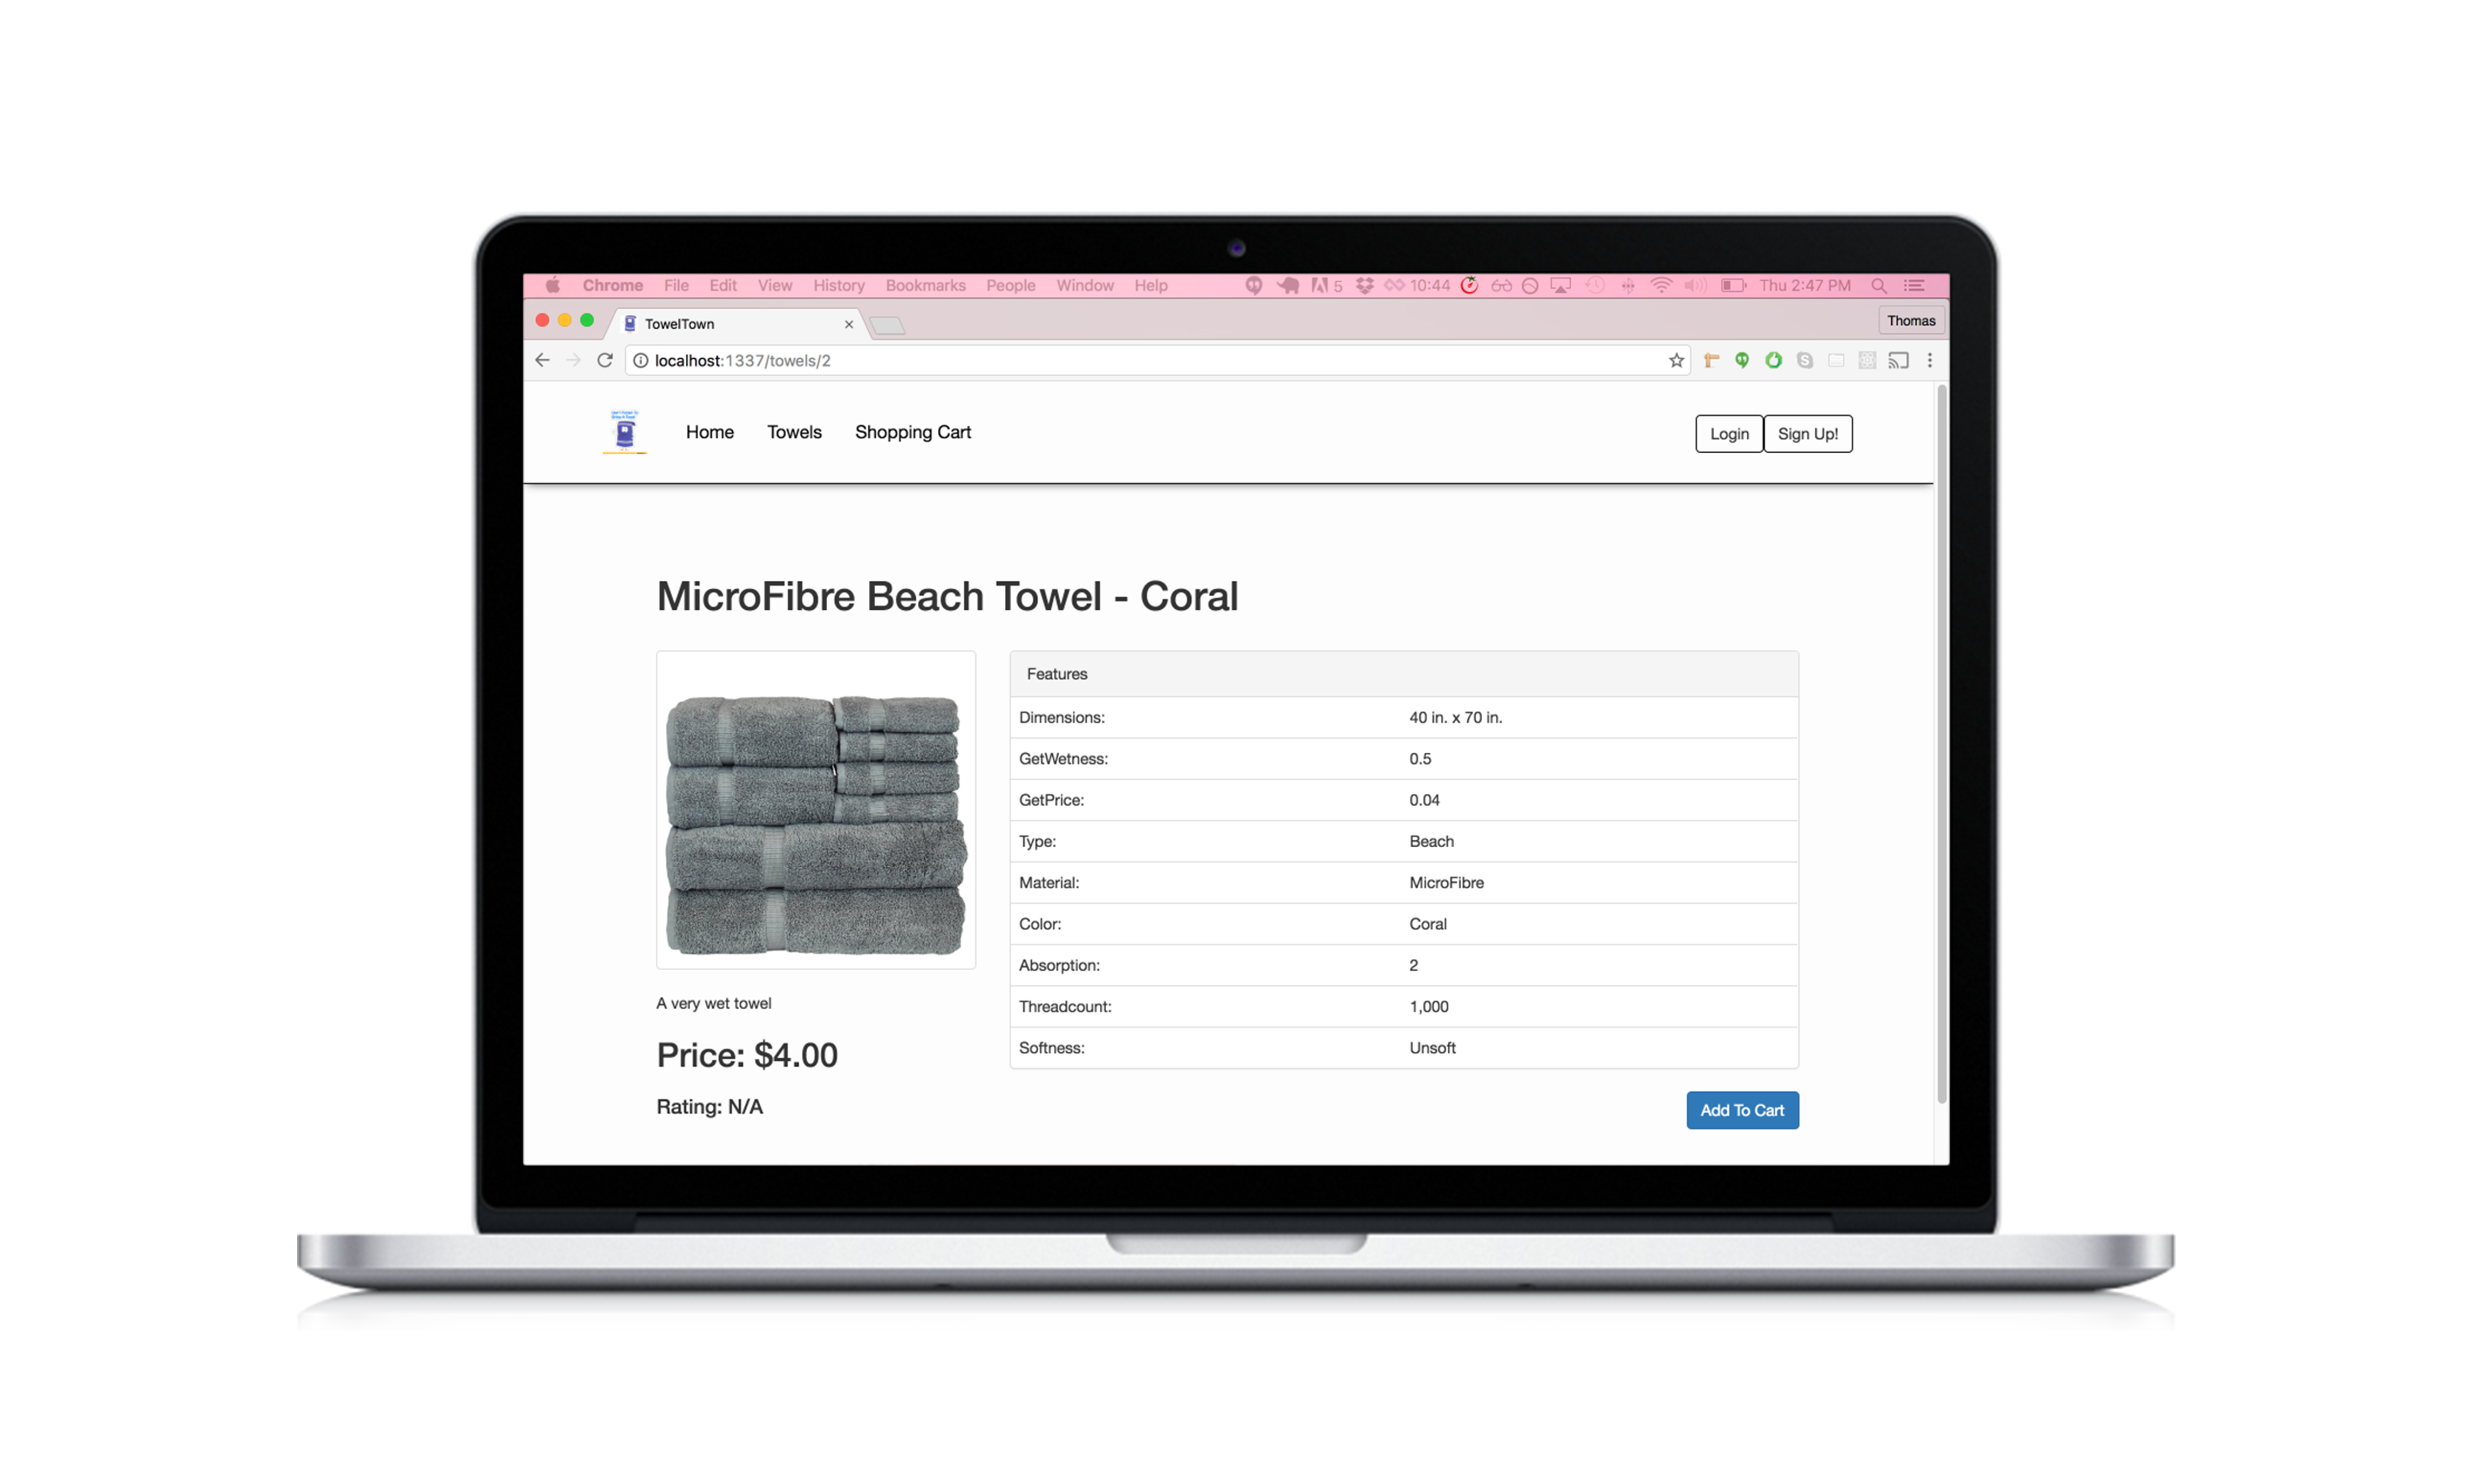 Chrome File Edit View History Bookmarks People Window Help 5 10:44 Thu 2:47 PM
TowelTown Thomas
localhost:1337/towels/2
Home Towels Shopping Cart Login Sign Up!
MicroFibre Beach Towel - Coral
Features
Dimensions: 40 in. x 70 in.
GetWetness: 0.5
GetPrice: 0.04
Type: Beach
Material: MicroFibre
Color: Coral
Absorption: 2
Threadcount: 1,000
Softness: Unsoft
A very wet towel
Price: $4.00
Rating: N/A
Add To Cart